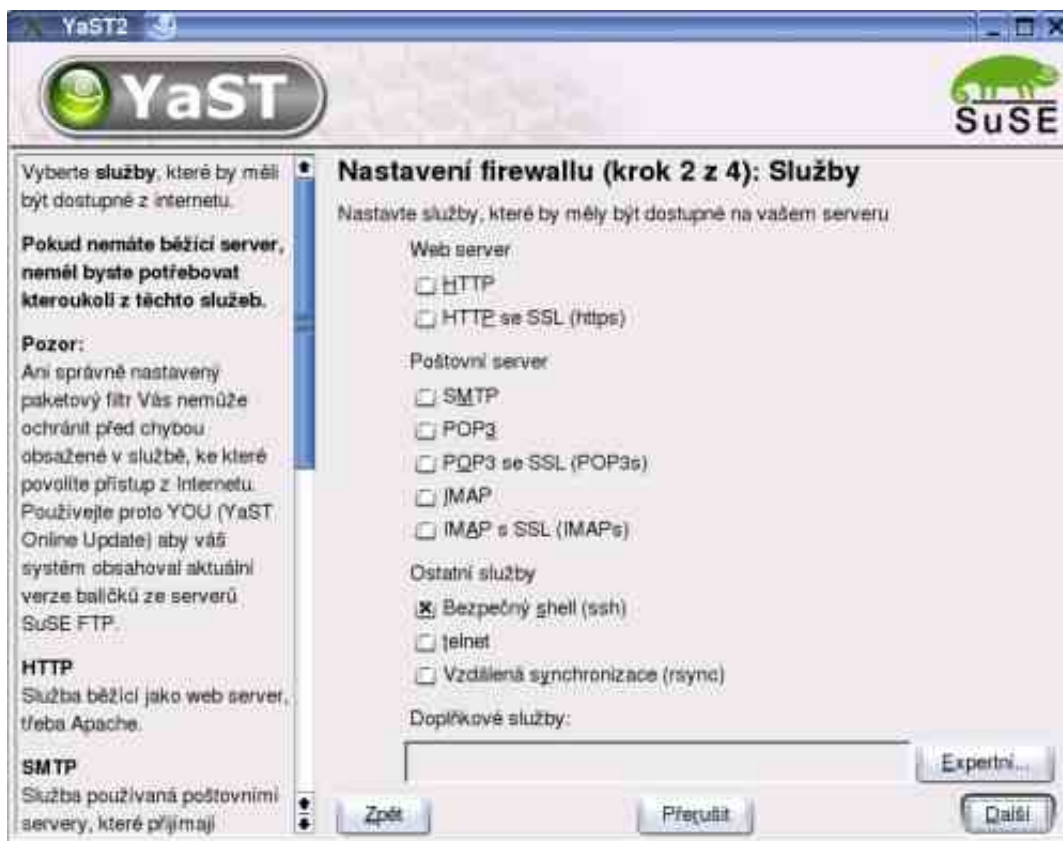 YaST2
YaST
SuSE
Vyberte služby, které by měli
být dostupné z internetu.
Pokud nemáte běžící server,
neměl byste potřebovat
kteroukoli z těchto služeb.
Pozor:
Ani správně nastavený
paketový filtr Vás nemůže
ochránit před chybou
obsažené v službě, ke které
povolíte přístup z Internetu.
Používejte proto YOU (YaST
Online Update) aby váš
systém obsahoval aktuální
verze balíčků ze serverů
SuSE FTP.
HTTP
Služba běžící jako web server,
třeba Apache.
SMTP
Služba používaná poštovními
servery, které přijímají
Nastavení firewallu (krok 2 z 4): Služby
Nastavte služby, které by měly být dostupné na vašem serveru
Web server
HTTP
HTTP se SSL (https)
Poštovní server
SMTP
POP3
POP3 se SSL (POP3s)
IMAP
IMAP s SSL (IMAPs)
Ostatní služby
Bezpečný shell (ssh)
telnet
Vzdálená synchronizace (rsync)
Doplňkové služby:
Expertní...
Zpět
Přerušit
Další